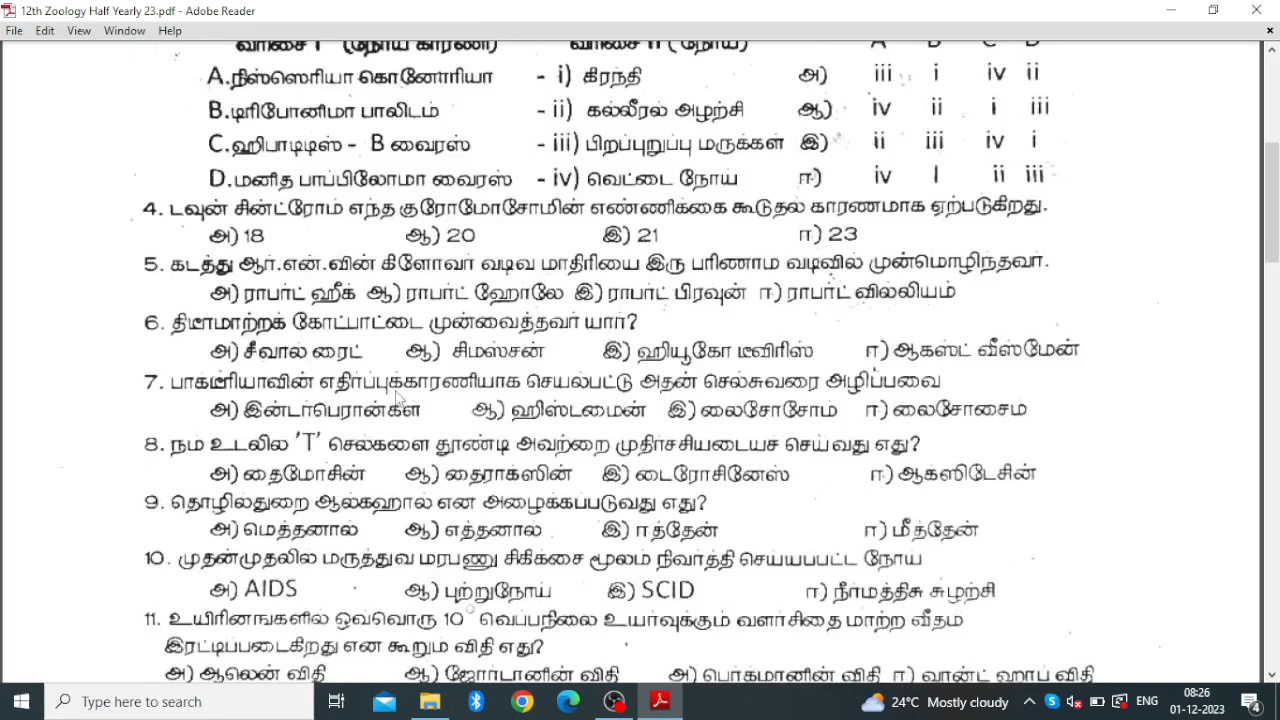 12th Zoology Half Yearly 23.pdf - Adobe Reader
File Edit View Window Help
வரிசை I (நோய் காரணி) வரிசை II (நோய்) A B C D
A.நிஸ்ஸெரியா கொனோரியா - i) கிரந்தி அ) iii i iv ii
B.டிரிபோனிமா பாலிடம் - ii) கல்லீரல் அழற்சி ஆ) iv ii i iii
C.ஹிபாடிடிஸ் - B வைரஸ் - iii) பிறப்புறுப்பு மருக்கள் இ) ii iii iv i
D.மனித பாப்பிலோமா வைரஸ் - iv) வெட்டை நோய் ஈ) iv I ii iii
4. டவுன் சின்ட்ரோம் எந்த குரோமோசோமின் எண்ணிக்கை கூடுதல் காரணமாக ஏற்படுகிறது.
அ) 18 ஆ) 20 இ) 21 ஈ) 23
5. கடத்து ஆர்.என்.வின் கிளோவர் வடிவ மாதிரியை இரு பரிணாம வடிவில் முன்மொழிந்தவர்.
அ) ராபர்ட் ஹீக் ஆ) ராபர்ட் ஹோலே இ) ராபர்ட் பிரவுன் ஈ) ராபர்ட் வில்லியம்
6. திடீர்மாற்றக் கோட்பாட்டை முன்வைத்தவர் யார்?
அ) சீவால் ரைட் ஆ) சிம்ஸ்சன் இ) ஹியூகோ டீவிரிஸ் ஈ) ஆகஸ்ட் வீஸ்மேன்
7. பாக்டீரியாவின் எதிர்ப்புக்காரணியாக செயல்பட்டு அதன் செல்சுவரை அழிப்பவை
அ) இன்டர்பெரான்கள் ஆ) ஹிஸ்டமைன் இ) லைசோசோம் ஈ) லைசோசைம்
8. நம் உடலில் 'T' செல்களை தூண்டி அவற்றை முதிர்ச்சியடையச் செய்வது எது?
அ) தைமோசின் ஆ) தைராக்ஸின் இ) டைரோசினேஸ் ஈ) ஆக்ஸிடேசின்
9. தொழில்துறை ஆல்கஹால் என அழைக்கப்படுவது எது?
அ) மெத்தனால் ஆ) எத்தனால் இ) ஈத்தேன் ஈ) மீத்தேன்
10. முதன்முதலில் மருத்துவ மரபணு சிகிக்சை மூலம் நிவர்த்தி செய்யப்பட்ட நோய்
அ) AIDS ஆ) புற்றுநோய் இ) SCID ஈ) நீர்மத்திசு சுழற்சி
11. உயிரினங்களில் ஒவ்வொரு 10° வெப்பநிலை உயர்வுக்கும் வளர்சிதை மாற்ற வீதம்
இரட்டிப்படைகிறது என கூறும் விதி எது?
அ) ஆலென் விதி ஆ) ஜோர்டானின் விதி அ) பெர்க்மானின் விதி ஈ) வான்ட் ஹாப் விதி
Type here to search
24°C Mostly cloudy
ENG
08:26
01-12-2023
4